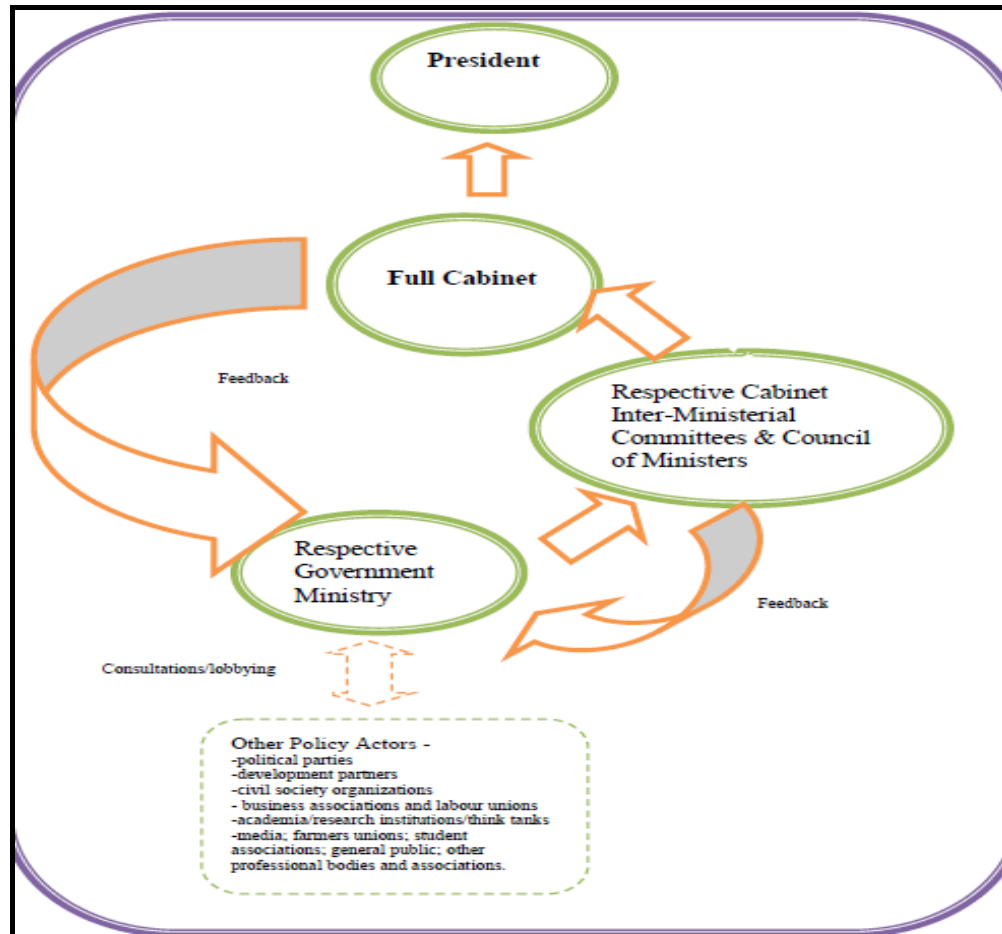 President
Full Cabinet
Feedback
Respective Cabinet
Inter-Ministerial
Committees & Council
of Ministers
Respective
Government
Ministry
Feedback
Consultations/lobbying
Other Policy Actors -
-political parties
-development partners
-civil society organizations
- business associations and labour unions
-academia/research institutions/think tanks
-media; farmers unions; student
associations; general public; other
professional bodies and associations.